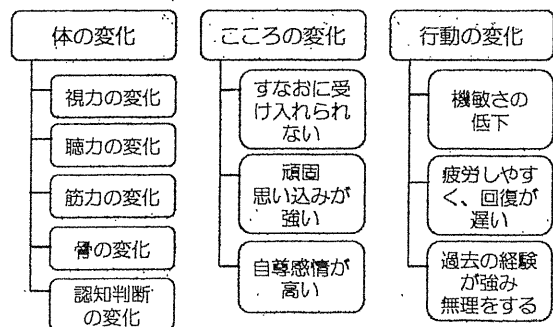 体の変化
視力の変化
聴力の変化
筋力の変化
骨の変化
認知判断
の変化
こころの変化
すなおに受
け入れられ
ない
頑固
思い込みが
強い
自尊感情が
高い
行動の変化
機敏さの
低下
疲労しやす
く、回復が
遅い
過去の経験
が強み
無理をする